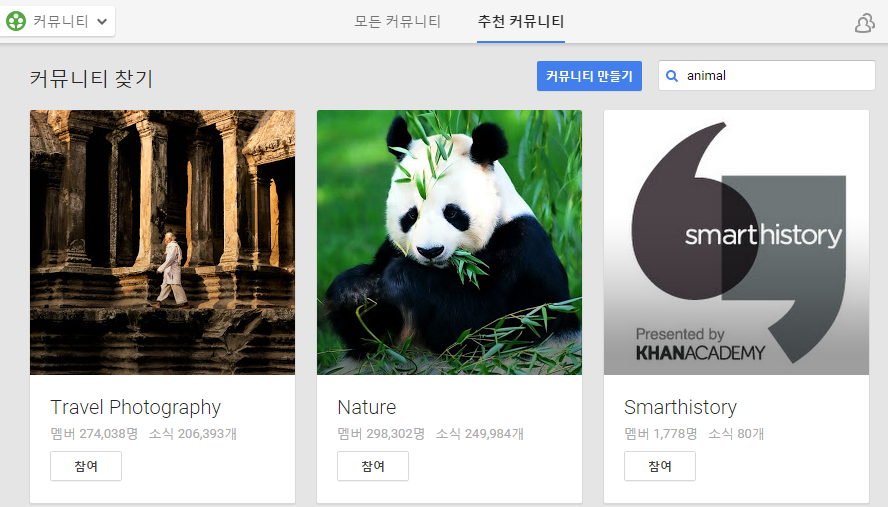 커뮤니티
모든 커뮤니티
추천 커뮤니티
커뮤니티 찾기
커뮤니티 만들기
animal
smarthistory
Presented by
KHANACADEMY
Travel Photography
멤버 274,038명 소식 206,393개
참여
Nature
멤버 298,302명 소식 249,984개
참여
Smarthistory
멤버 1,778명 소식 80개
참여